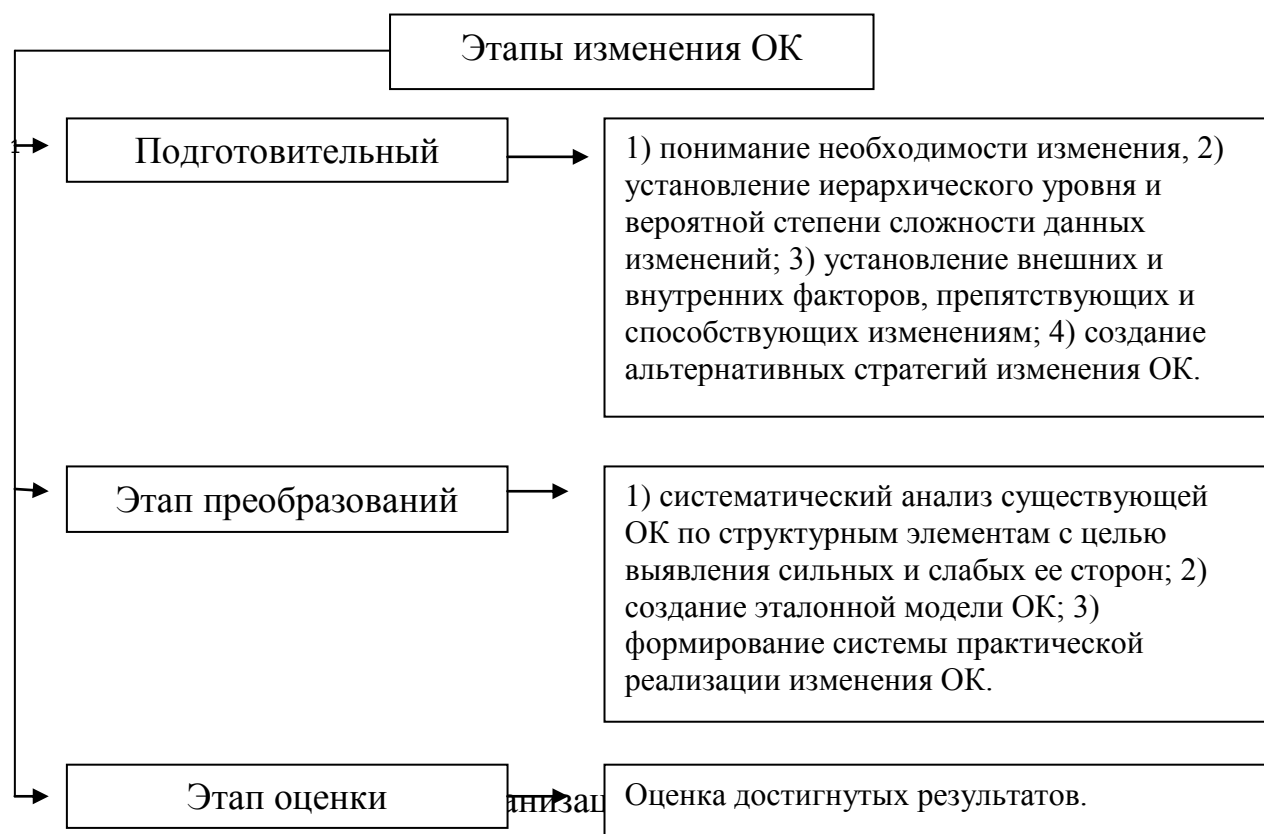 Этапы изменения ОК
1
Подготовительный
1) понимание необходимости изменения, 2)
установление иерархического уровня и
вероятной степени сложности данных
изменений; 3) установление внешних и
внутренних факторов, препятствующих и
способствующих изменениям; 4) создание
альтернативных стратегий изменения ОК.
Этап преобразований
1) систематический анализ существующей
ОК по структурным элементам с целью
выявления сильных и слабых ее сторон; 2)
создание эталонной модели ОК; 3)
формирование системы практической
реализации изменения ОК.
Этап оценки
Оценка достигнутых результатов.